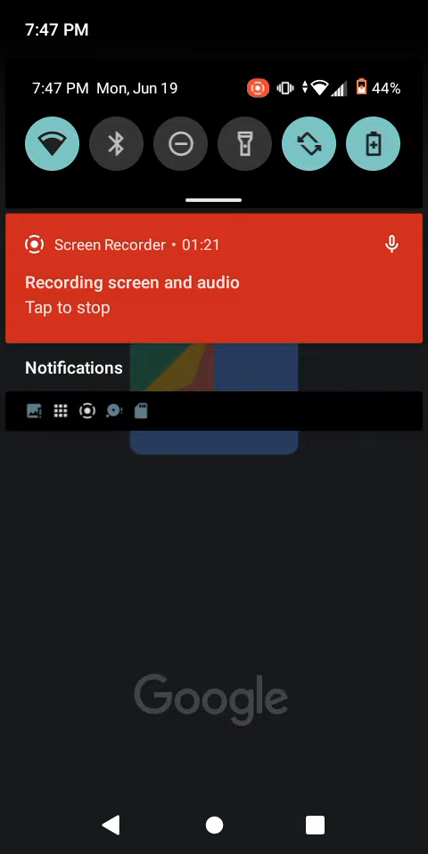 7:47 PM
7:47 PM Mon, Jun 19 44%
Screen Recorder • 01:21
Recording screen and audio
Tap to stop
Notifications
Google